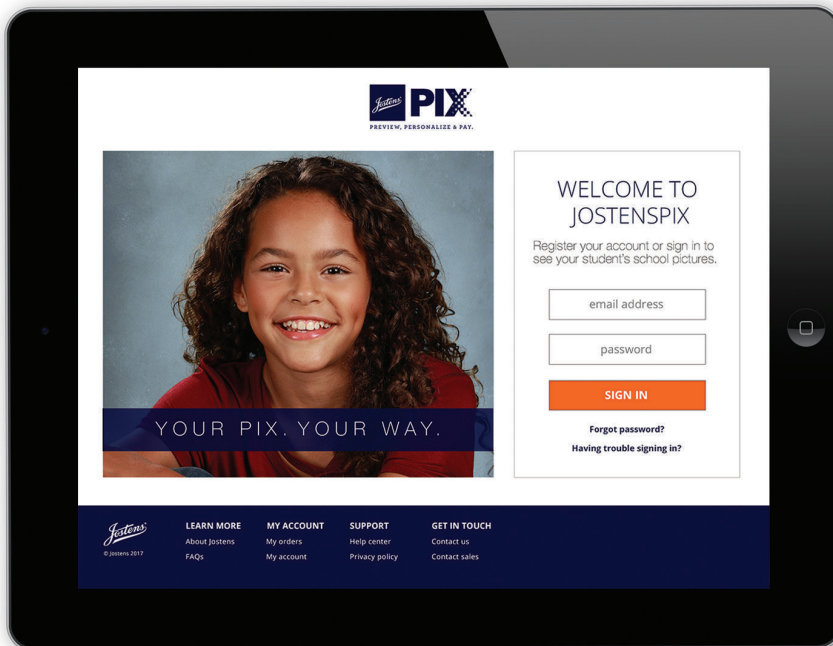 Jostens
PIX
PREVIEW, PERSONALIZE & PAY.
YOUR PIX. YOUR WAY.
WELCOME TO
JOSTENSPIX
Register your account or sign in to
see your student's school pictures.
email address
password
SIGN IN
Forgot password?
Having trouble signing in?
Jostens
© Jostens 2017
LEARN MORE
About Jostens
FAQs
MY ACCOUNT
My orders
My account
SUPPORT
Help center
Privacy policy
GET IN TOUCH
Contact us
Contact sales